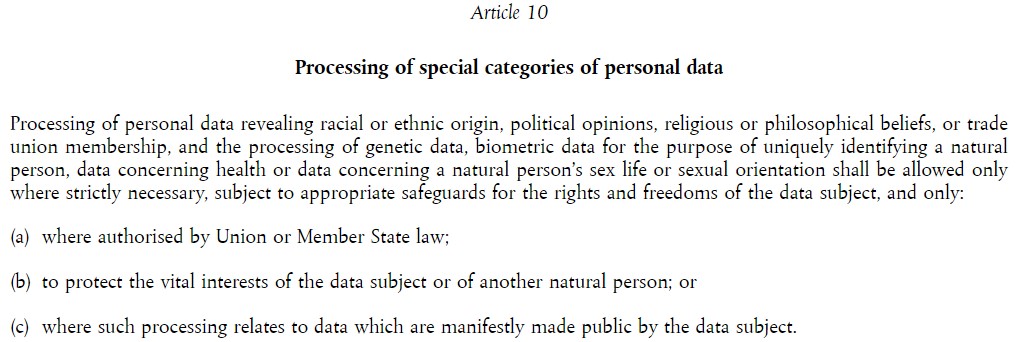 Article 10
Processing of special categories of personal data
Processing of personal data revealing racial or ethnic origin, political opinions, religious or philosophical beliefs, or trade
union membership, and the processing of genetic data, biometric data for the purpose of uniquely identifying a natural
person, data concerning health or data concerning a natural person's sex life or sexual orientation shall be allowed only
where strictly necessary, subject to appropriate safeguards for the rights and freedoms of the data subject, and only:
(a) where authorised by Union or Member State law;
(b) to protect the vital interests of the data subject or of another natural person; or
(c) where such processing relates to data which are manifestly made public by the data subject.